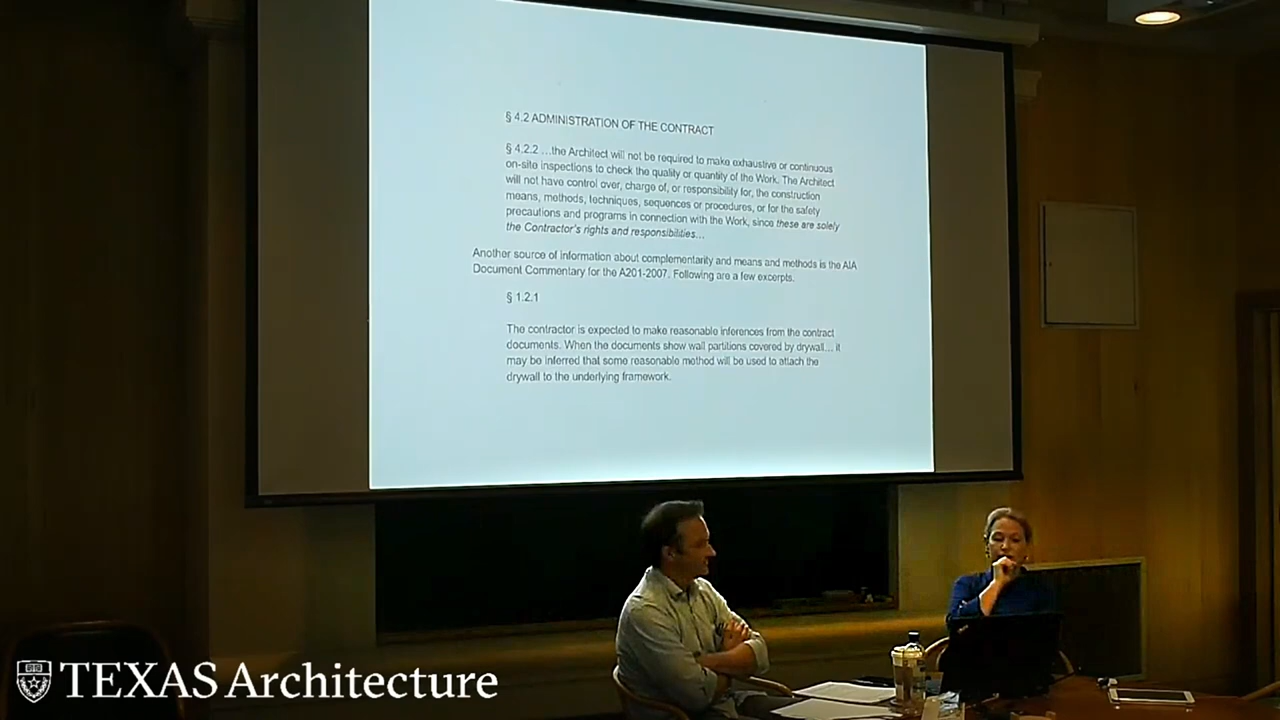 § 4.2 ADMINISTRATION OF THE CONTRACT
§ 4.2.2 ...the Architect will not be required to make exhaustive or continuous
on-site inspections to check the quality or quantity of the Work. The Architect
will not have control over, charge of, or responsibility for, the construction
means, methods, techniques, sequences or procedures, or for the safety
precautions and programs in connection with the Work, since these are solely
the Contractor's rights and responsibilities...
Another source of information about complementarity and means and methods is the AIA
Document Commentary for the A201-2007. Following are a few excerpts.
§ 1.2.1
The contractor is expected to make reasonable inferences from the contract
documents. When the documents show wall partitions covered by drywall... it
may be inferred that some reasonable method will be used to attach the
drywall to the underlying framework.
TEXAS Architecture